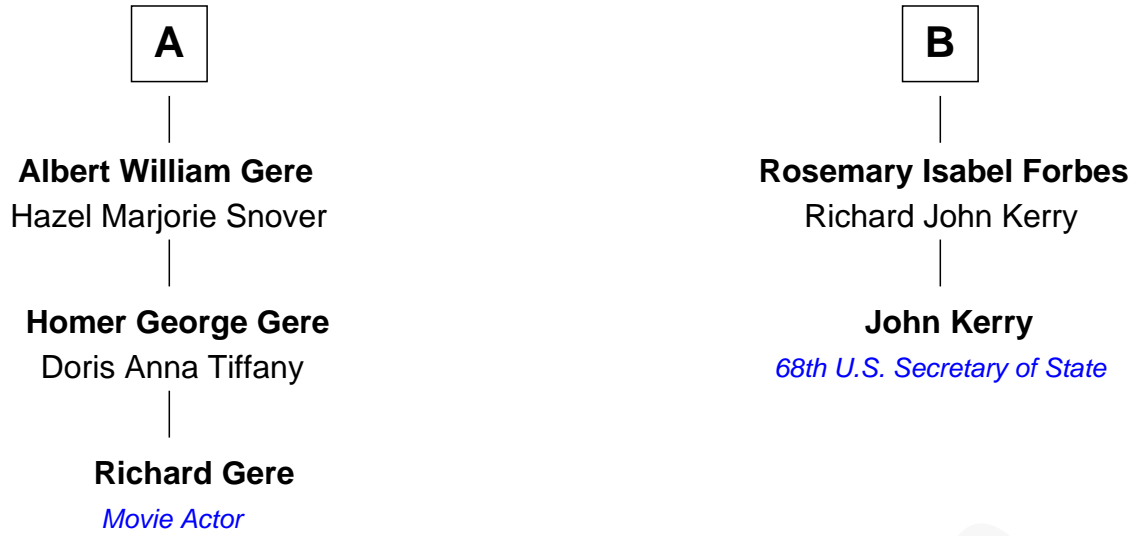 A
Albert William Gere
Hazel Marjorie Snover
Homer George Gere
Doris Anna Tiffany
Richard Gere
Movie Actor
B
Rosemary Isabel Forbes
Richard John Kerry
John Kerry
68th U.S. Secretary of State